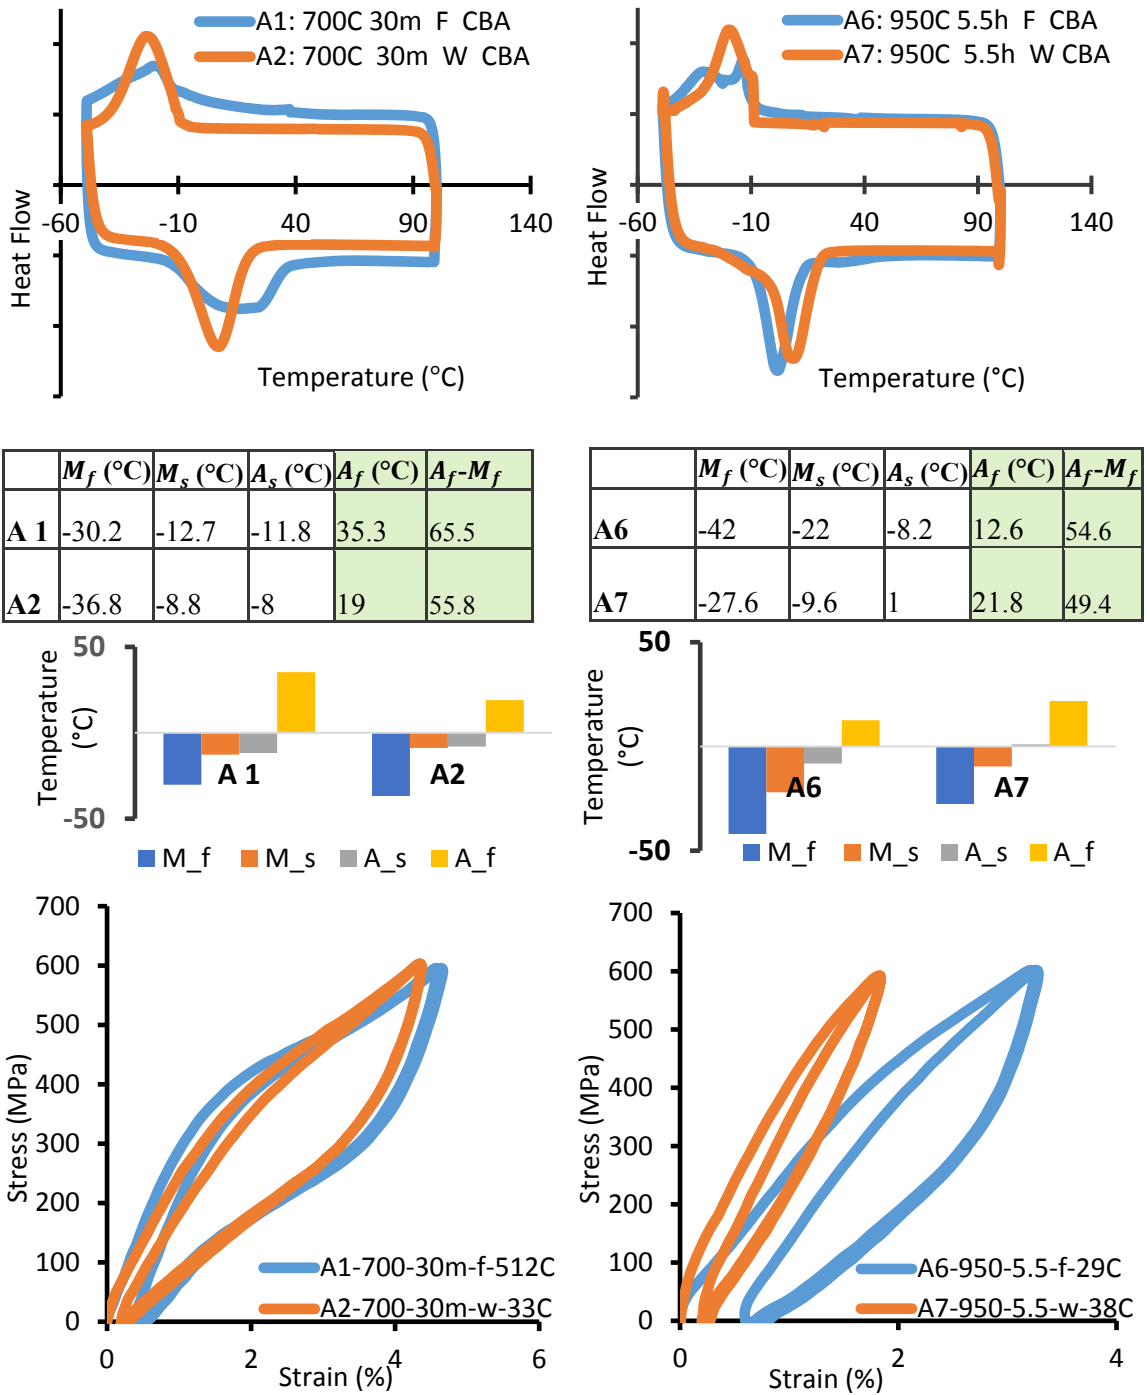 A1: 700C 30m  F  CBA
A2: 700C  30m  W  CBA
Heat Flow
-60
-10
40
90
140
Temperature (°C)
A6: 950C 5.5h  F  CBA
A7: 950C  5.5h  W CBA
Heat Flow
-60
-10
40
90
140
Temperature (°C)
M_f (°C) M_s (°C) A_s (°C) A_f (°C) A_f-M_f
A 1 -30.2 -12.7 -11.8 35.3 65.5
A2 -36.8 -8.8 -8 19 55.8
M_f (°C) M_s (°C) A_s (°C) A_f (°C) A_f-M_f
A6 -42 -22 -8.2 12.6 54.6
A7 -27.6 -9.6 1 21.8 49.4
Temperature
(°C)
50
-50
A 1
A2
M_f M_s A_s A_f
Temperature
(°C)
50
-50
A6
A7
M_f M_s A_s A_f
Stress (MPa)
700
600
500
400
300
200
100
0
0
2
4
6
Strain (%)
A1-700-30m-f-512C
A2-700-30m-w-33C
Stress (MPa)
700
600
500
400
300
200
100
0
0
2
4
Strain (%)
A6-950-5.5-f-29C
A7-950-5.5-w-38C